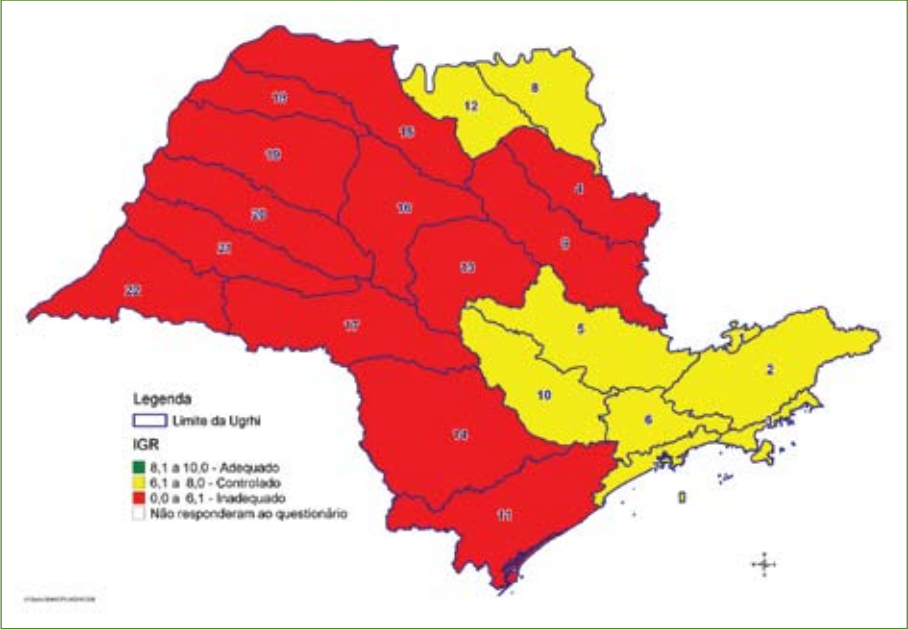 8
12
18
15
19
4
16
20
9
21
13
22
17
5
2
10
6
14
11
Legenda
Limite da Ugrhi
IGR
8,1 a 10,0 - Adequado
6,1 a 8,0 - Controlado
0,0 a 6,1 - Inadequado
Não responderam ao questionário